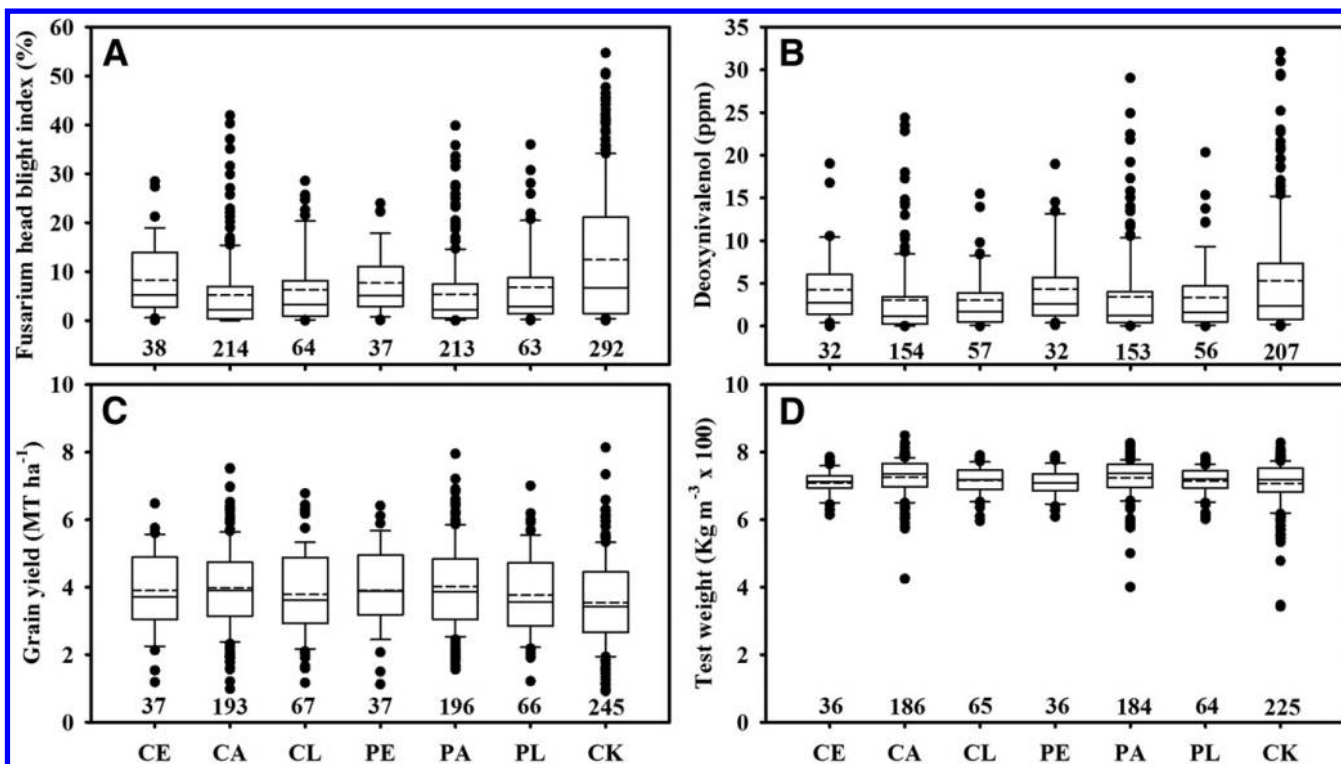 A
Fusarium head blight index (%)
60
50
40
30
20
10
0
38 214 64 37 213 63 292
B
Deoxynivalenol (ppm)
35
30
25
20
15
10
5
0
32 154 57 32 153 56 207
C
Grain yield (MT ha⁻¹)
10
8
6
4
2
0
37 193 67 37 196 66 245
CE CA CL PE PA PL CK
D
Test weight (Kg m⁻³ x 100)
10
8
6
4
2
0
36 186 65 36 184 64 225
CE CA CL PE PA PL CK